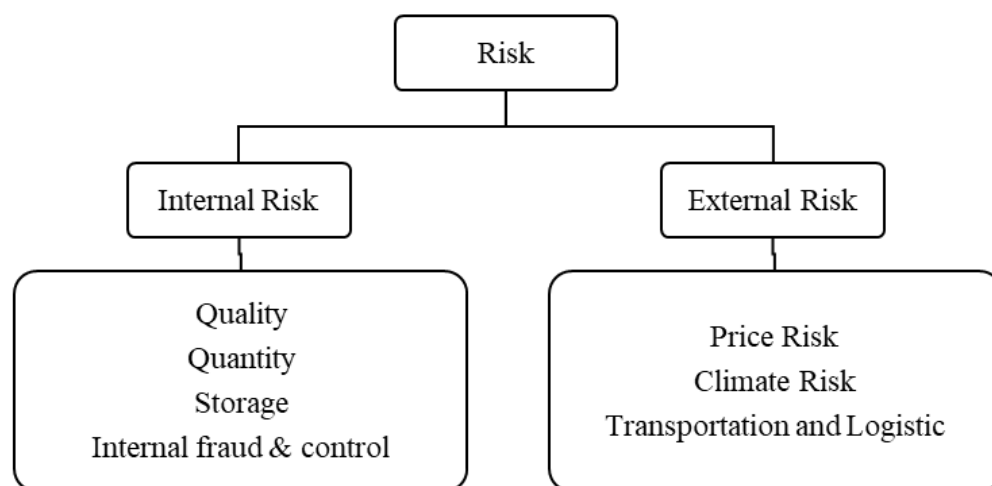 Risk
Internal Risk
External Risk
Quality
Quantity
Storage
Internal fraud & control
Price Risk
Climate Risk
Transportation and Logistic